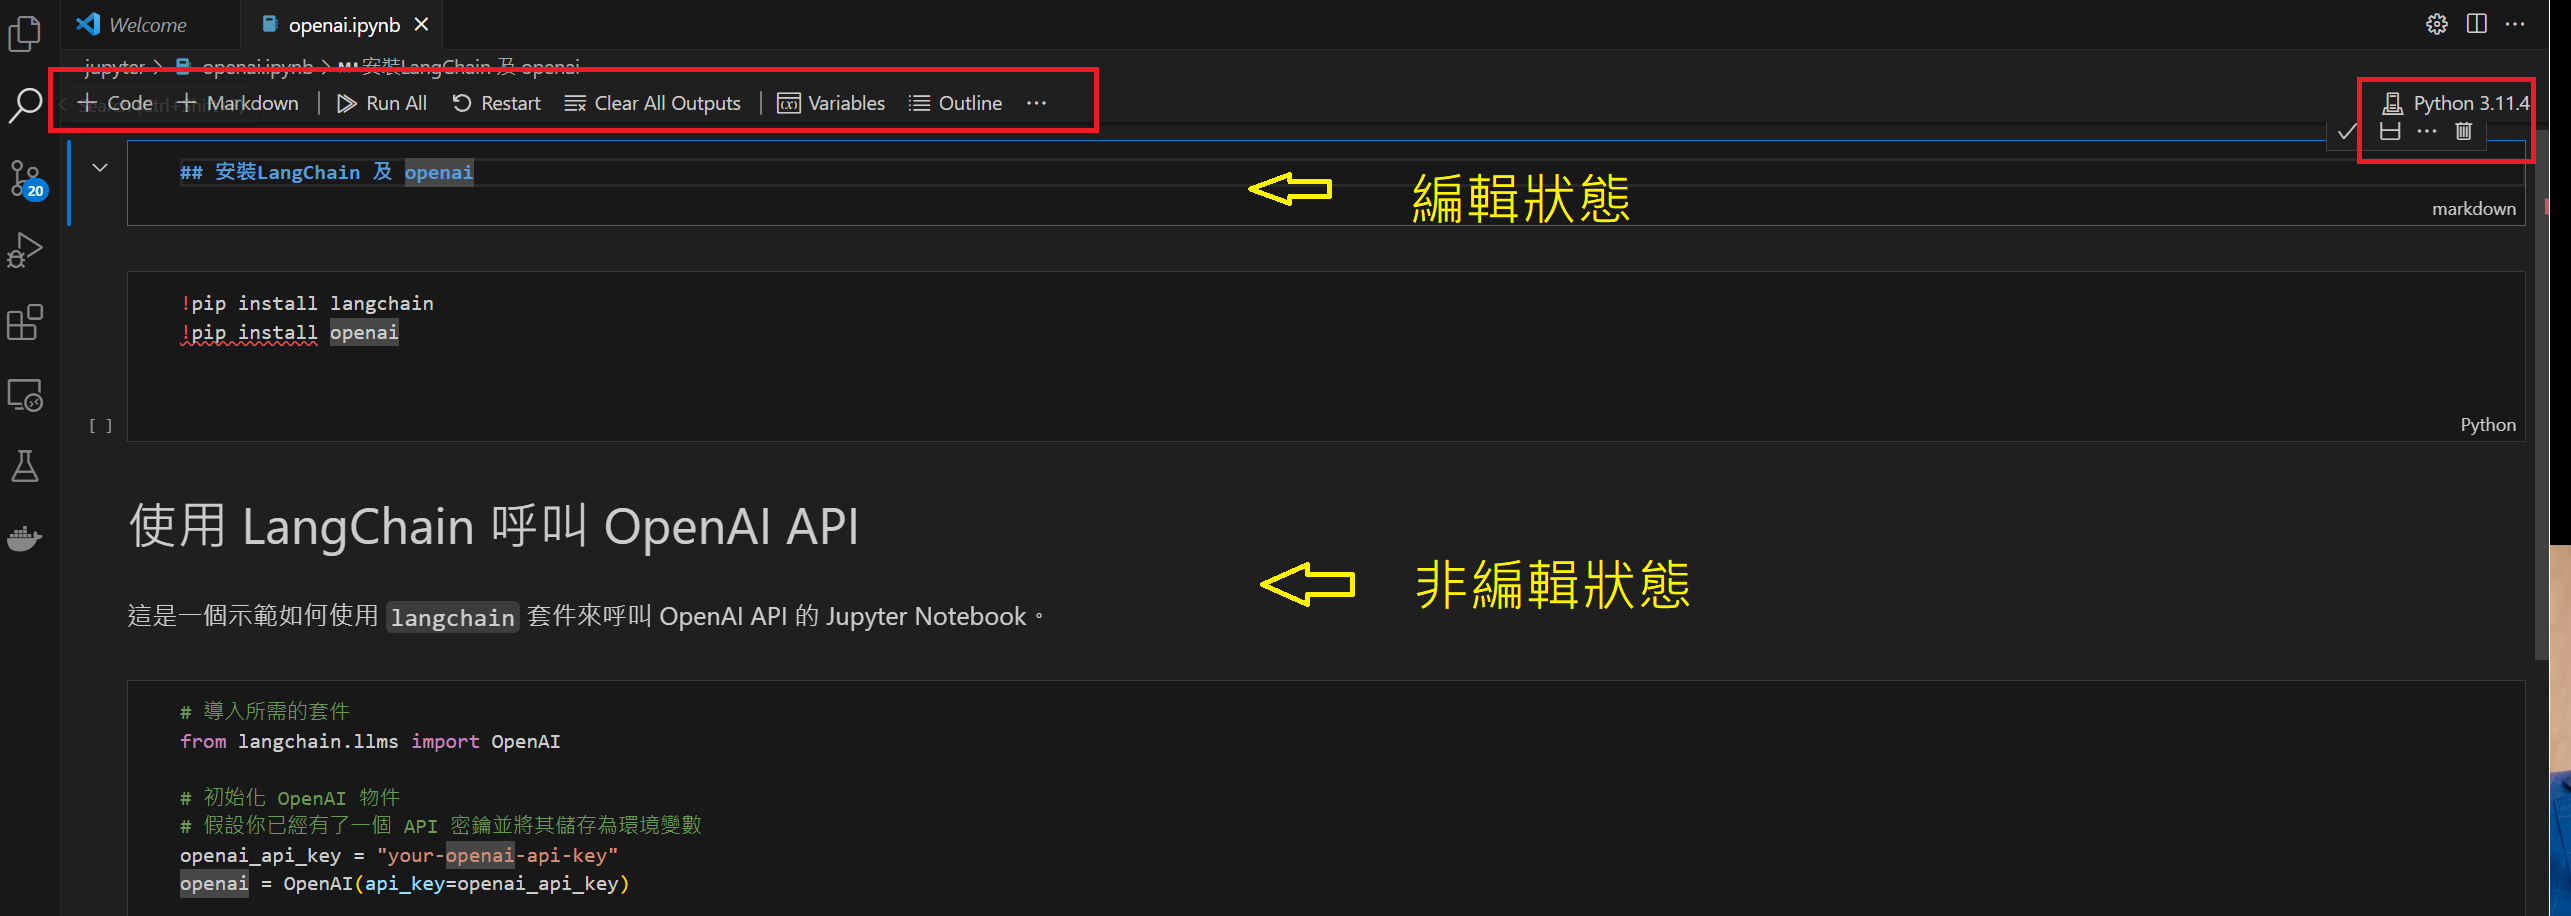 Welcome
openai.ipynb
jupyter > openai.ipynb > M↓安裝LangChain 及 openai
Code Markdown | Run All Restart Clear All Outputs | Variables Outline ···
Python 3.11.4
## 安裝LangChain 及 openai
編輯狀態
markdown
20
!pip install langchain
!pip install openai
[ ]
Python
使用 LangChain 呼叫 OpenAI API
非編輯狀態
這是一個示範如何使用 langchain 套件來呼叫 OpenAI API 的 Jupyter Notebook。
# 導入所需的套件
from langchain.llms import OpenAI
# 初始化 OpenAI 物件
# 假設你已經有了一個 API 密鑰並將其儲存為環境變數
openai_api_key = "your-openai-api-key"
openai = OpenAI(api_key=openai_api_key)